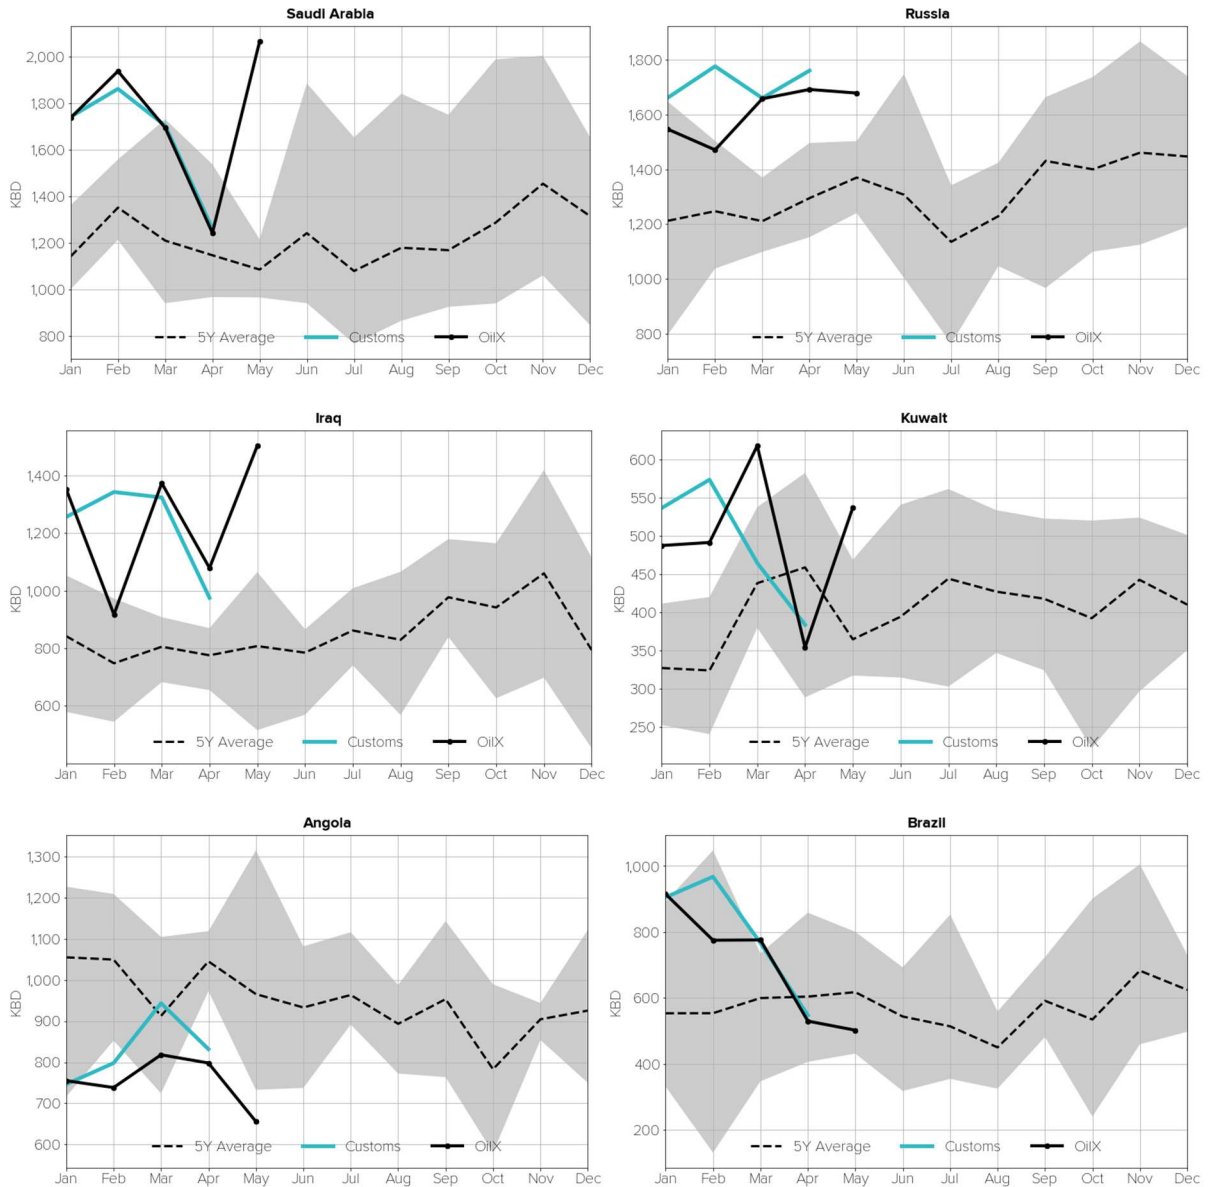 Saudi Arabia
KBD
2,000
1,800
1,600
1,400
1,200
1,000
800
5Y Average Customs OilX
Jan Feb Mar Apr May Jun Jul Aug Sep Oct Nov Dec
Russia
KBD
1,800
1,600
1,400
1,200
1,000
800
5Y Average Customs OilX
Jan Feb Mar Apr May Jun Jul Aug Sep Oct Nov Dec
Iraq
KBD
1,400
1,200
1,000
800
600
5Y Average Customs OilX
Jan Feb Mar Apr May Jun Jul Aug Sep Oct Nov Dec
Kuwait
KBD
600
550
500
450
400
350
300
250
5Y Average Customs OilX
Jan Feb Mar Apr May Jun Jul Aug Sep Oct Nov Dec
Angola
KBD
1,300
1,200
1,100
1,000
900
800
700
600
5Y Average Customs OilX
Jan Feb Mar Apr May Jun Jul Aug Sep Oct Nov Dec
Brazil
KBD
1,000
800
600
400
200
5Y Average Customs OilX
Jan Feb Mar Apr May Jun Jul Aug Sep Oct Nov Dec